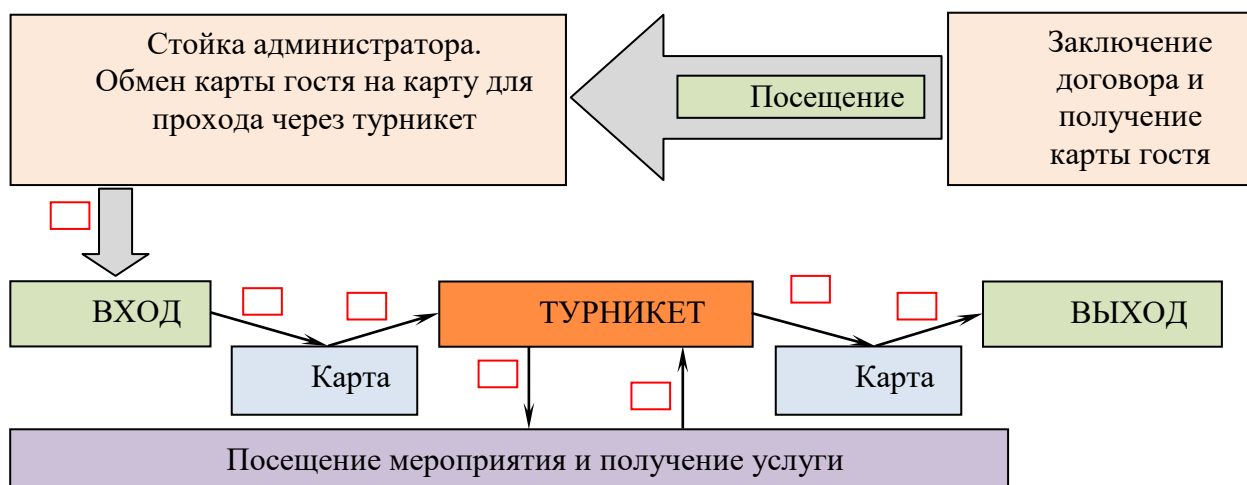 Стойка администратора.
Обмен карты гостя на карту для
прохода через турникет
Посещение
Заключение
договора и
получение
карты гостя
ВХОД
ТУРНИКЕТ
ВЫХОД
Карта
Карта
Посещение мероприятия и получение услуги